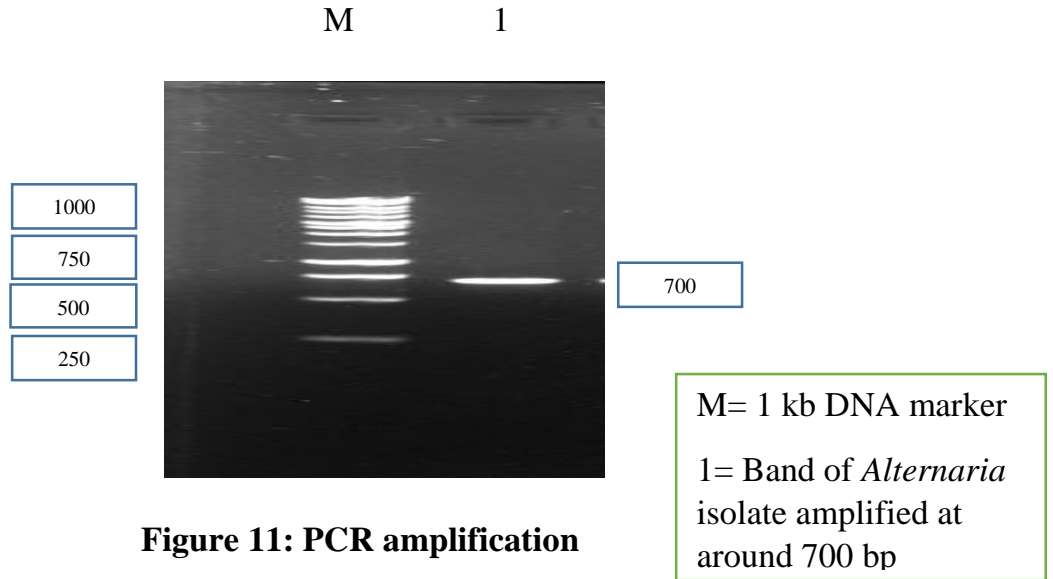 M 1
1000
750
700
500
250
M= 1 kb DNA marker
1= Band of Alternaria
isolate amplified at
around 700 bp
Figure 11: PCR amplification